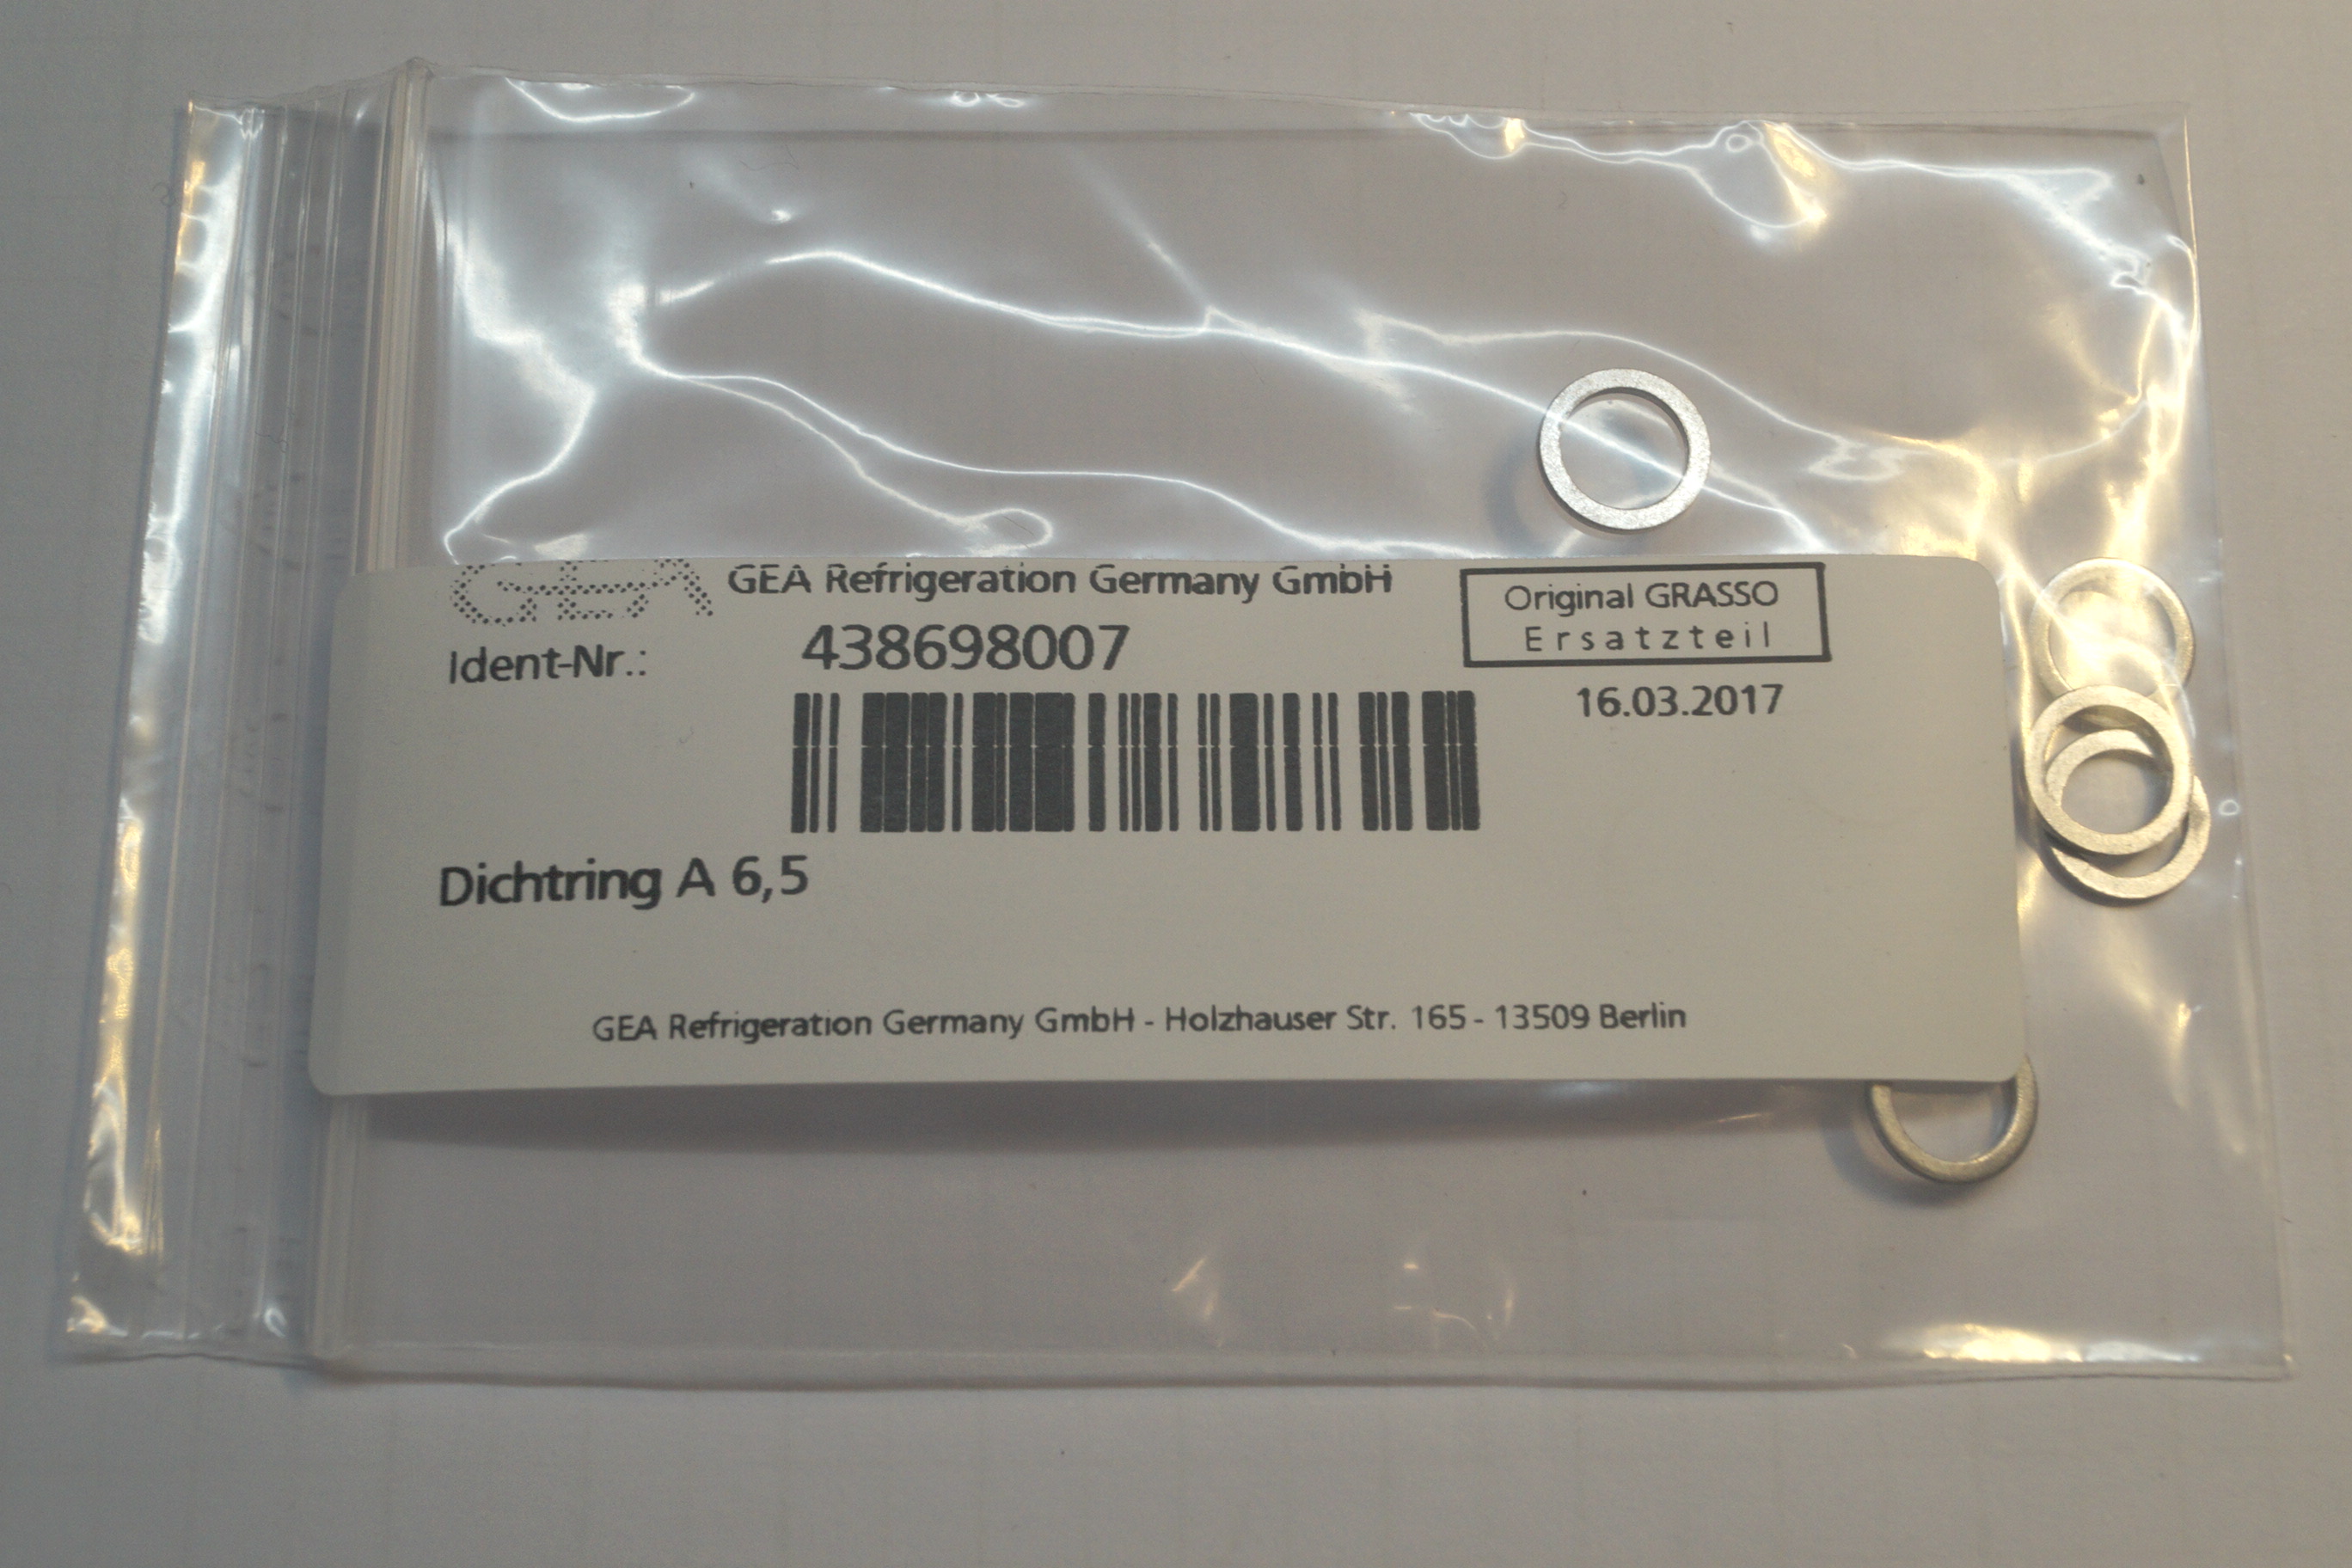 GEA GEA Refrigeration Germany GmbH
Original GRASSO
Ersatzteil
Ident-Nr.: 438698007
16.03.2017
Dichtring A 6,5
GEA Refrigeration Germany GmbH - Holzhauser Str. 165 - 13509 Berlin